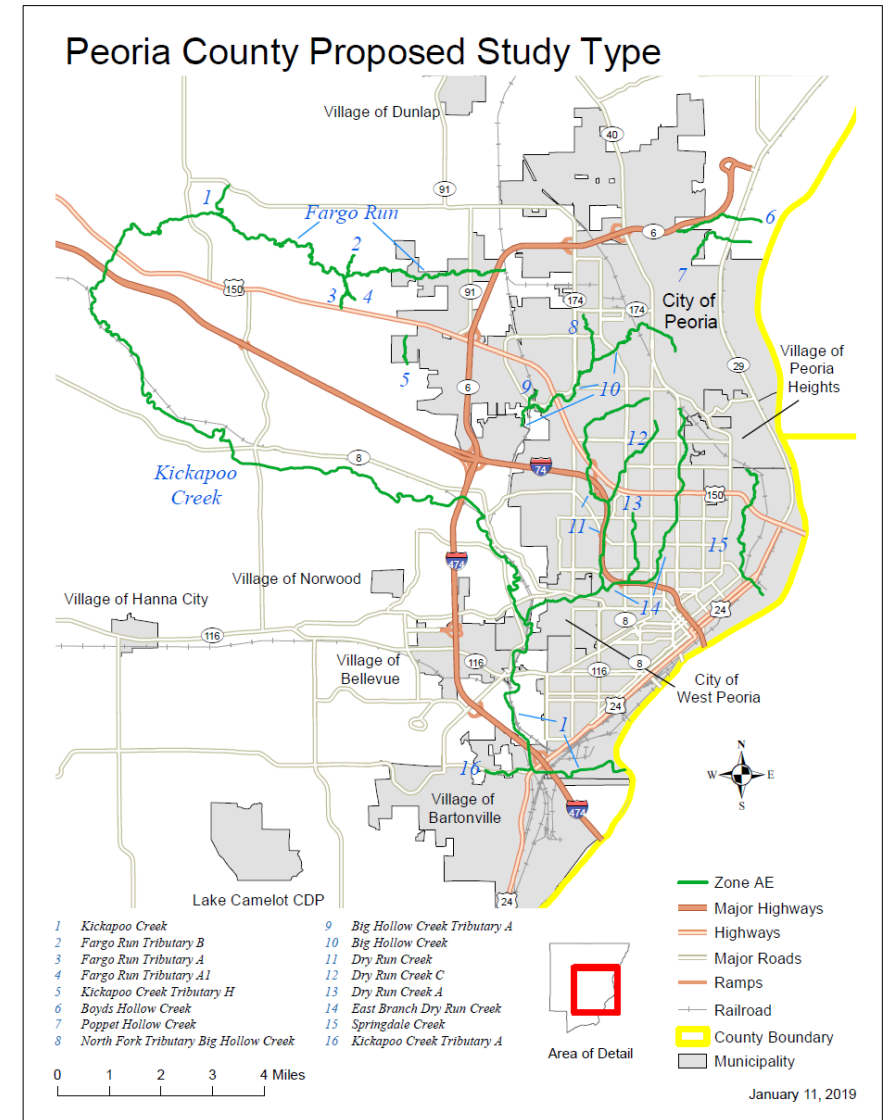 Peoria County Proposed Study Type
Village of Dunlap
40
91
1
Fargo Run
6
6
2
7
150
3
4
91
174
174
City of
Peoria
8
Village of
Peoria
Heights
5
29
6
9
10
12
8
Kickapoo
Creek
74
150
13
11
15
474
Village of Norwood
14
24
Village of Hanna City
8
116
Village of
Bellevue
116
8
116
City of
West Peoria
24
1
N
W E
S
16
Village of
Bartonville
474
Lake Camelot CDP
24
Zone AE
Major Highways
Highways
Major Roads
Ramps
Railroad
County Boundary
Municipality
1 Kickapoo Creek
2 Fargo Run Tributary B
3 Fargo Run Tributary A
4 Fargo Run Tributary A1
5 Kickapoo Creek Tributary H
6 Boyds Hollow Creek
7 Poppet Hollow Creek
8 North Fork Tributary Big Hollow Creek
9 Big Hollow Creek Tributary A
10 Big Hollow Creek
11 Dry Run Creek
12 Dry Run Creek C
13 Dry Run Creek A
14 East Branch Dry Run Creek
15 Springdale Creek
16 Kickapoo Creek Tributary A
Area of Detail
0 1 2 3 4 Miles
January 11, 2019